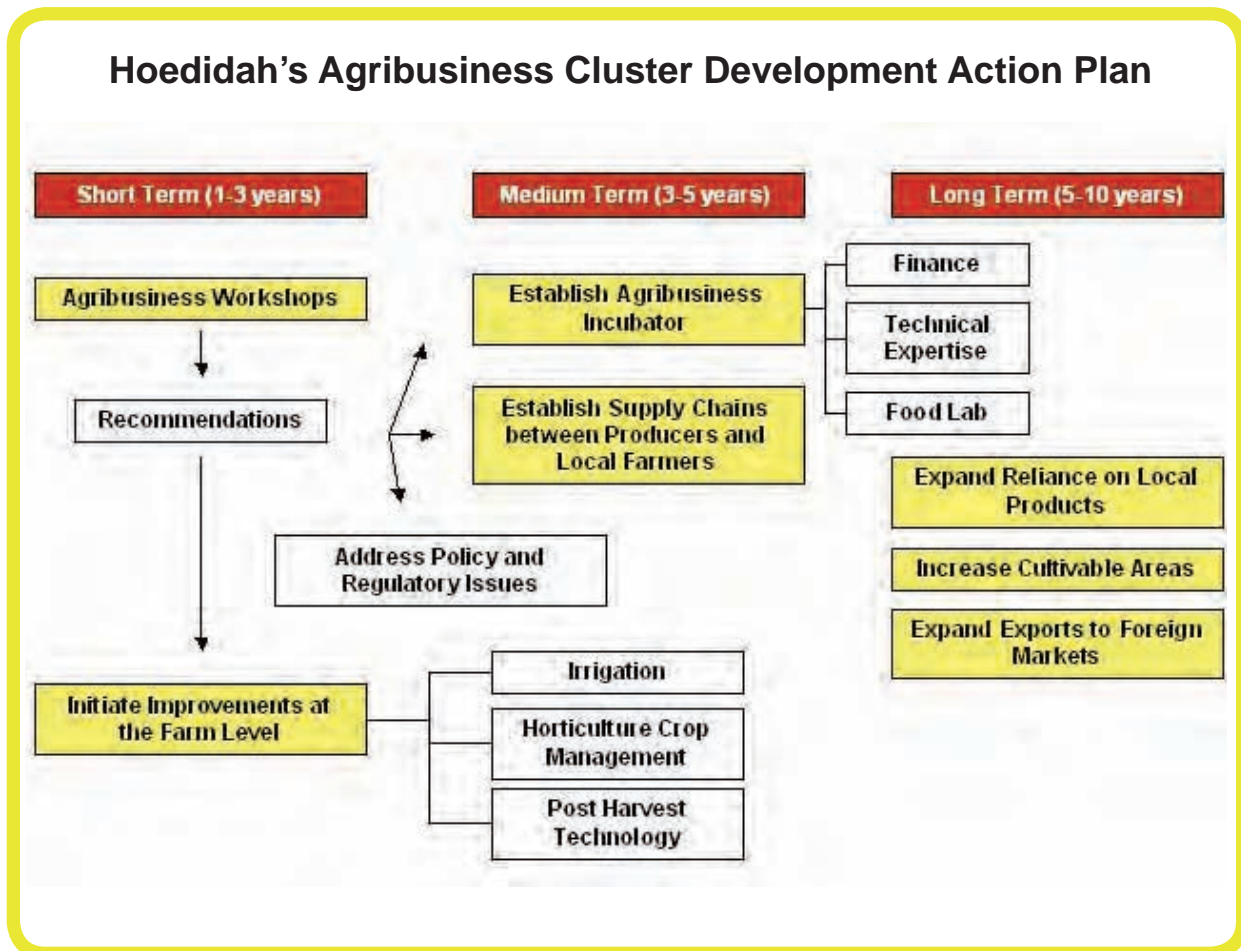 Hoedidah’s Agribusiness Cluster Development Action Plan
Short Term (1-3 years)
Medium Term (3-5 years)
Long Term (5-10 years)
Agribusiness Workshops
Recommendations
Address Policy and
Regulatory Issues
Initiate Improvements at
the Farm Level
Irrigation
Horticulture Crop
Management
Post Harvest
Technology
Establish Agribusiness
Incubator
Finance
Technical
Expertise
Food Lab
Establish Supply Chains
between Producers and
Local Farmers
Expand Reliance on Local
Products
Increase Cultivable Areas
Expand Exports to Foreign
Markets